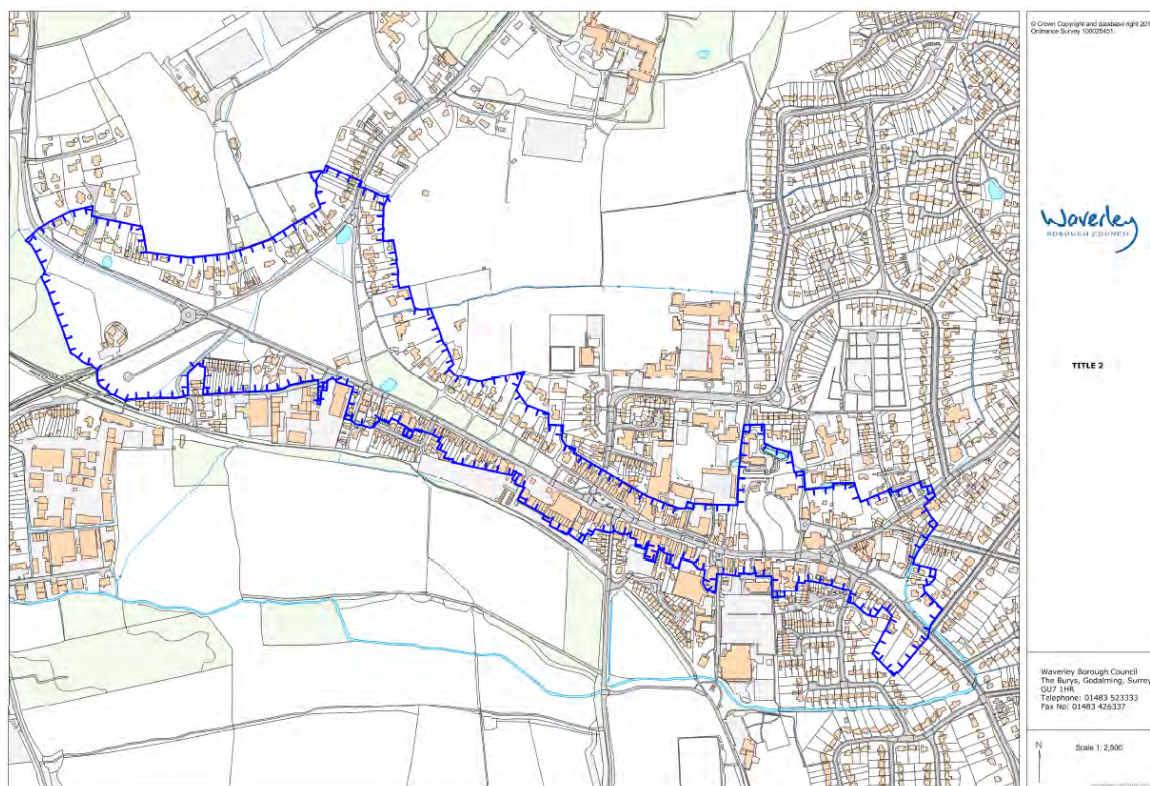 © Crown Copyright and database right 201
Ordnance Survey 100025451.
Waverley
BOROUGH COUNCIL
TITLE 2
Waverley Borough Council
The Burys, Godalming, Surrey
GU7 1HR
Telephone: 01483 523333
Fax No: 01483 426337
N
Scale 1: 2,500